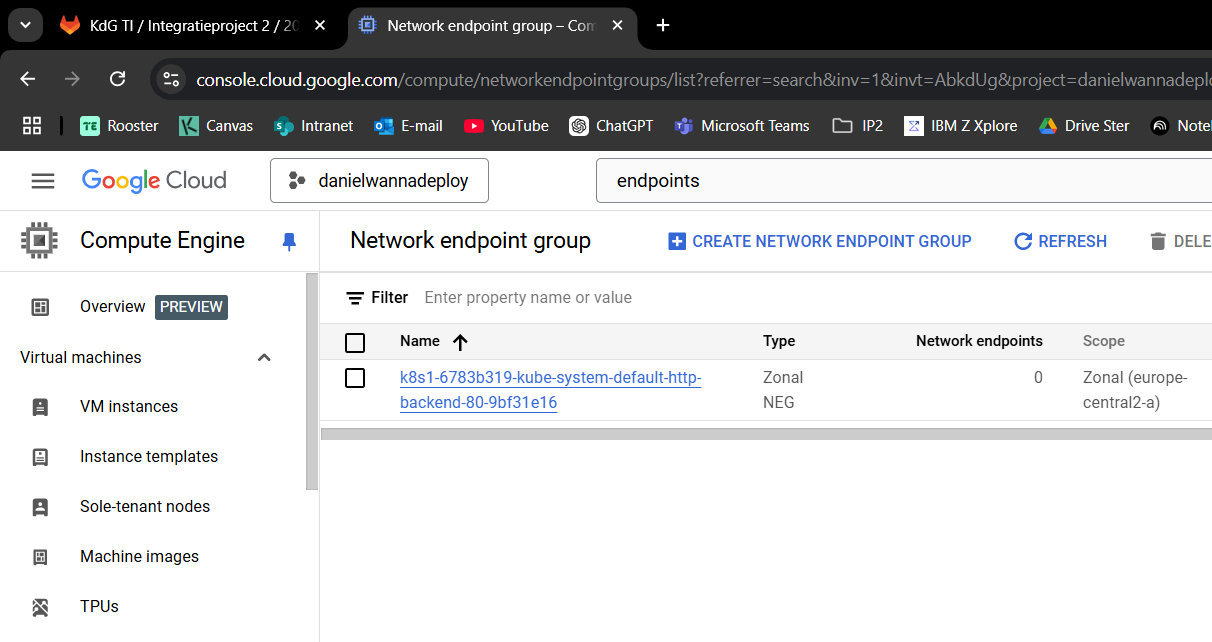 KdG TI / Integratieproject 2 / 20
Network endpoint group – Com
console.cloud.google.com/compute/networkendpointgroups/list?referrer=search&inv=1&invt=AbkdUg&project=danielwannadeplo
Rooster Canvas Intranet E-mail YouTube ChatGPT Microsoft Teams IP2 IBM Z Xplore Drive Ster Note
Google Cloud danielwannadeploy endpoints
Compute Engine Network endpoint group CREATE NETWORK ENDPOINT GROUP REFRESH DELE
Overview PREVIEW
Virtual machines
VM instances
Instance templates
Sole-tenant nodes
Machine images
TPUs
Filter Enter property name or value
Name Type Network endpoints Scope
k8s1-6783b319-kube-system-default-http- Zonal 0 Zonal (europe-
backend-80-9bf31e16 NEG central2-a)